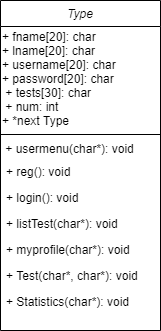 Type
+ fname[20]: char
+ lname[20]: char
+ username[20]: char
+ password[20]: char
+ tests[30]: char
+ num: int
+ *next Type
+ usermenu(char*): void
+ reg(): void
+ login(): void
+ listTest(char*): void
+ myprofile(char*): void
+ Test(char*, char*): void
+ Statistics(char*): void